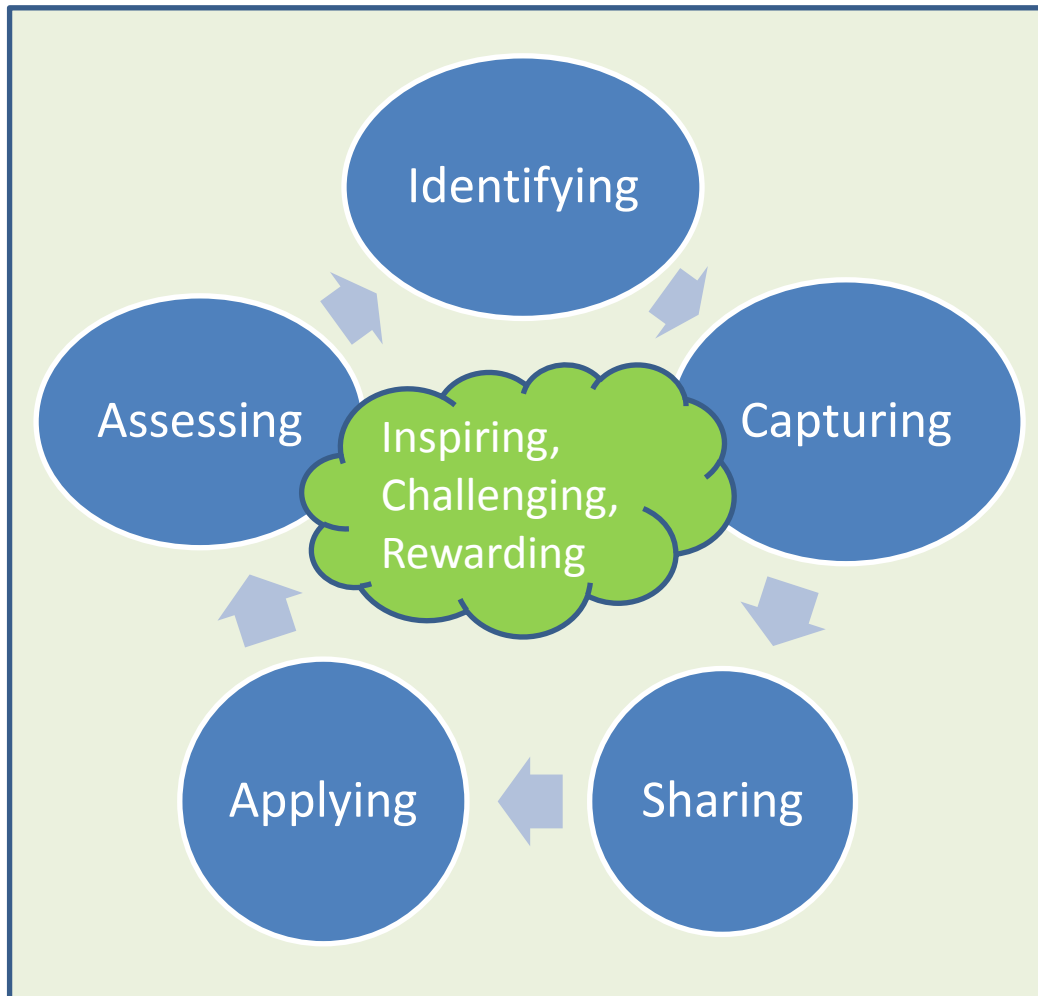 Identifying
Assessing
Capturing
Inspiring,
Challenging,
Rewarding
Applying
Sharing